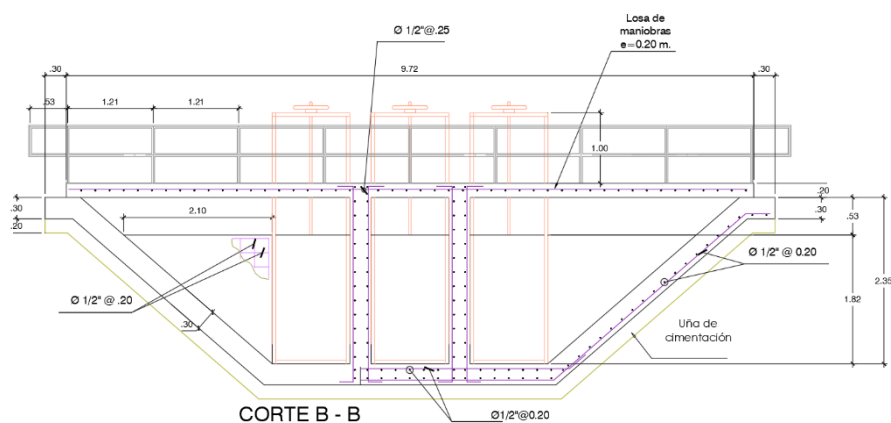 Ø 1/2"@.25
Losa de
maniobras
e=0.20 m.
.30
9.72
.30
.53
1.21
1.21
1.00
.20
.30
.20
2.10
.30
.53
Ø 1/2" @ 0.20
2.35
Ø 1/2" @ .20
1.82
.30
Uña de
cimentación
CORTE B - B
Ø1/2"@0.20